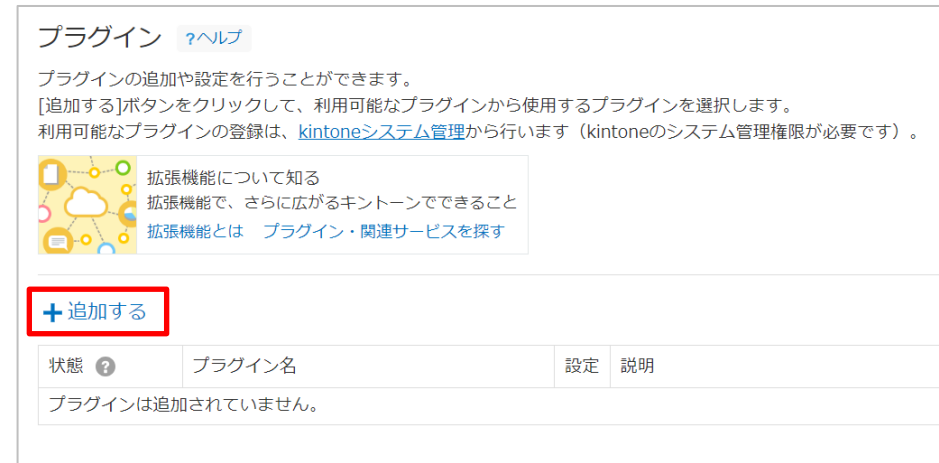 プラグイン ?ヘルプ
プラグインの追加や設定を行うことができます。
[追加する]ボタンをクリックして、利用可能なプラグインから使用するプラグインを選択します。
利用可能なプラグインの登録は、kintoneシステム管理から行います（kintoneのシステム管理権限が必要です）。
拡張機能について知る
拡張機能で、さらに広がるキントーンでできること
拡張機能とは プラグイン・関連サービスを探す
+追加する
状態 ? プラグイン名 設定 説明
プラグインは追加されていません。